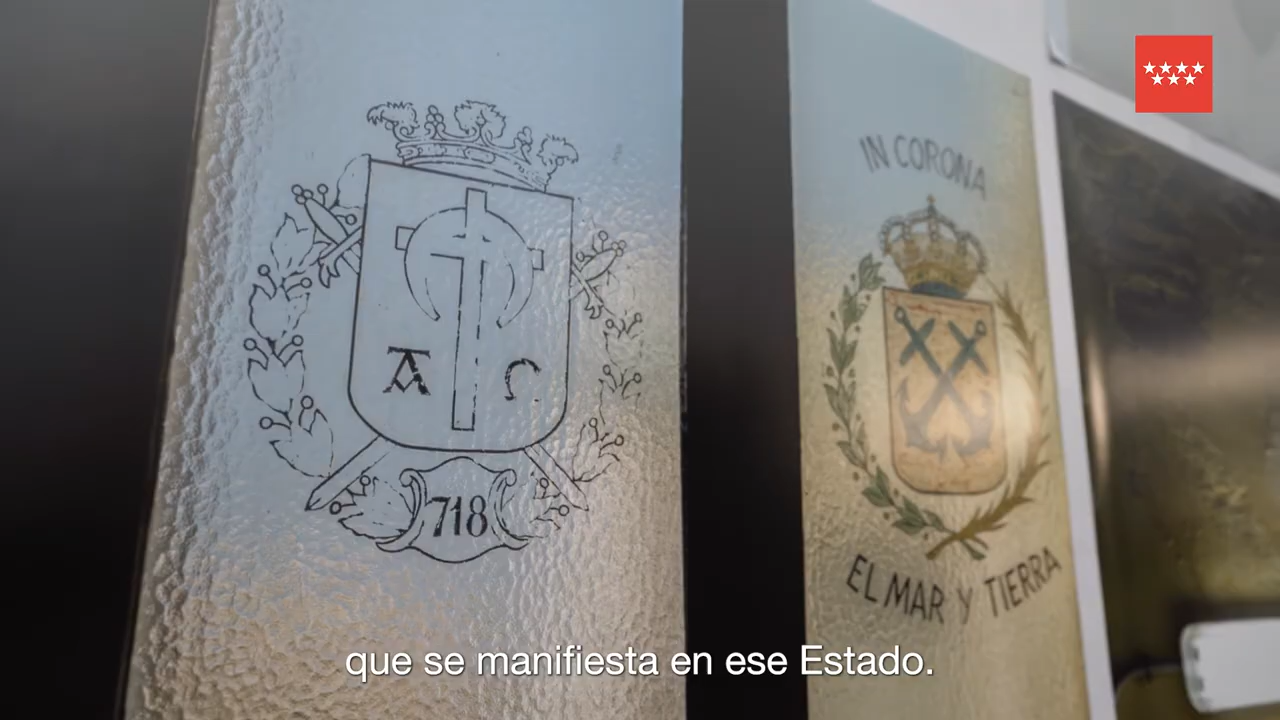 A C
718
IN CORONA
EL MAR Y TIERRA
que se manifiesta en ese Estado.